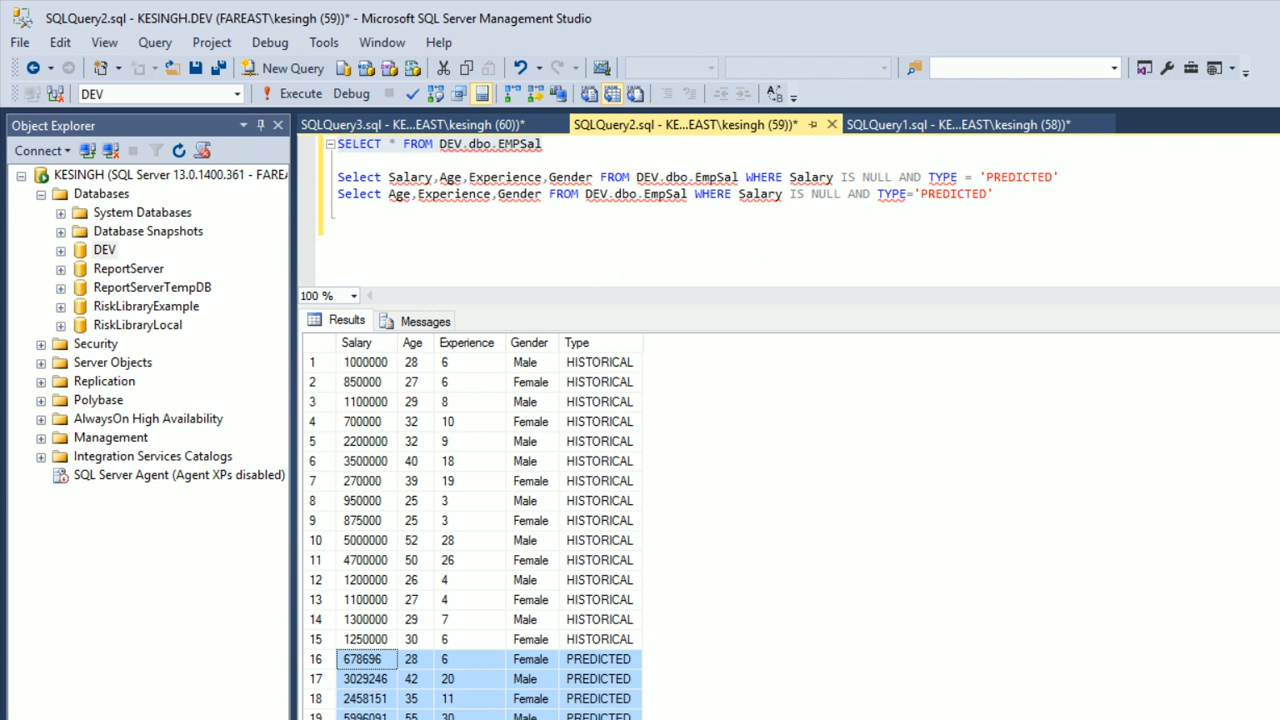 SQLQuery2.sql - KESINGH.DEV (FAREAST\kesingh (59))* - Microsoft SQL Server Management Studio
File Edit View Query Project Debug Tools Window Help
New Query
DEV Execute Debug
Object Explorer
SQLQuery3.sql - KE...EAST\kesingh (60))* SQLQuery2.sql - KE...EAST\kesingh (59))* SQLQuery1.sql - KE...EAST\kesingh (58))*
Connect
KESINGH (SQL Server 13.0.1400.361 - FAREA
Databases
System Databases
Database Snapshots
DEV
ReportServer
ReportServerTempDB
RiskLibraryExample
RiskLibraryLocal
Security
Server Objects
Replication
Polybase
AlwaysOn High Availability
Management
Integration Services Catalogs
SQL Server Agent (Agent XPs disabled)
SELECT * FROM DEV.dbo.EMPSal
Select Salary,Age,Experience,Gender FROM DEV.dbo.EmpSal WHERE Salary IS NULL AND TYPE = 'PREDICTED'
Select Age,Experience,Gender FROM DEV.dbo.EmpSal WHERE Salary IS NULL AND TYPE='PREDICTED'
100 %
Results Messages
Salary Age Experience Gender Type
1 1000000 28 6 Male HISTORICAL
2 850000 27 6 Female HISTORICAL
3 1100000 29 8 Male HISTORICAL
4 700000 32 10 Female HISTORICAL
5 2200000 32 9 Male HISTORICAL
6 3500000 40 18 Male HISTORICAL
7 270000 39 19 Female HISTORICAL
8 950000 25 3 Male HISTORICAL
9 875000 25 3 Female HISTORICAL
10 5000000 52 28 Male HISTORICAL
11 4700000 50 26 Female HISTORICAL
12 1200000 26 4 Male HISTORICAL
13 1100000 27 4 Female HISTORICAL
14 1300000 29 7 Male HISTORICAL
15 1250000 30 6 Female HISTORICAL
16 678696 28 6 Female PREDICTED
17 3029246 42 20 Male PREDICTED
18 2458151 35 11 Female PREDICTED
19 5996091 55 30 Male PREDICTED